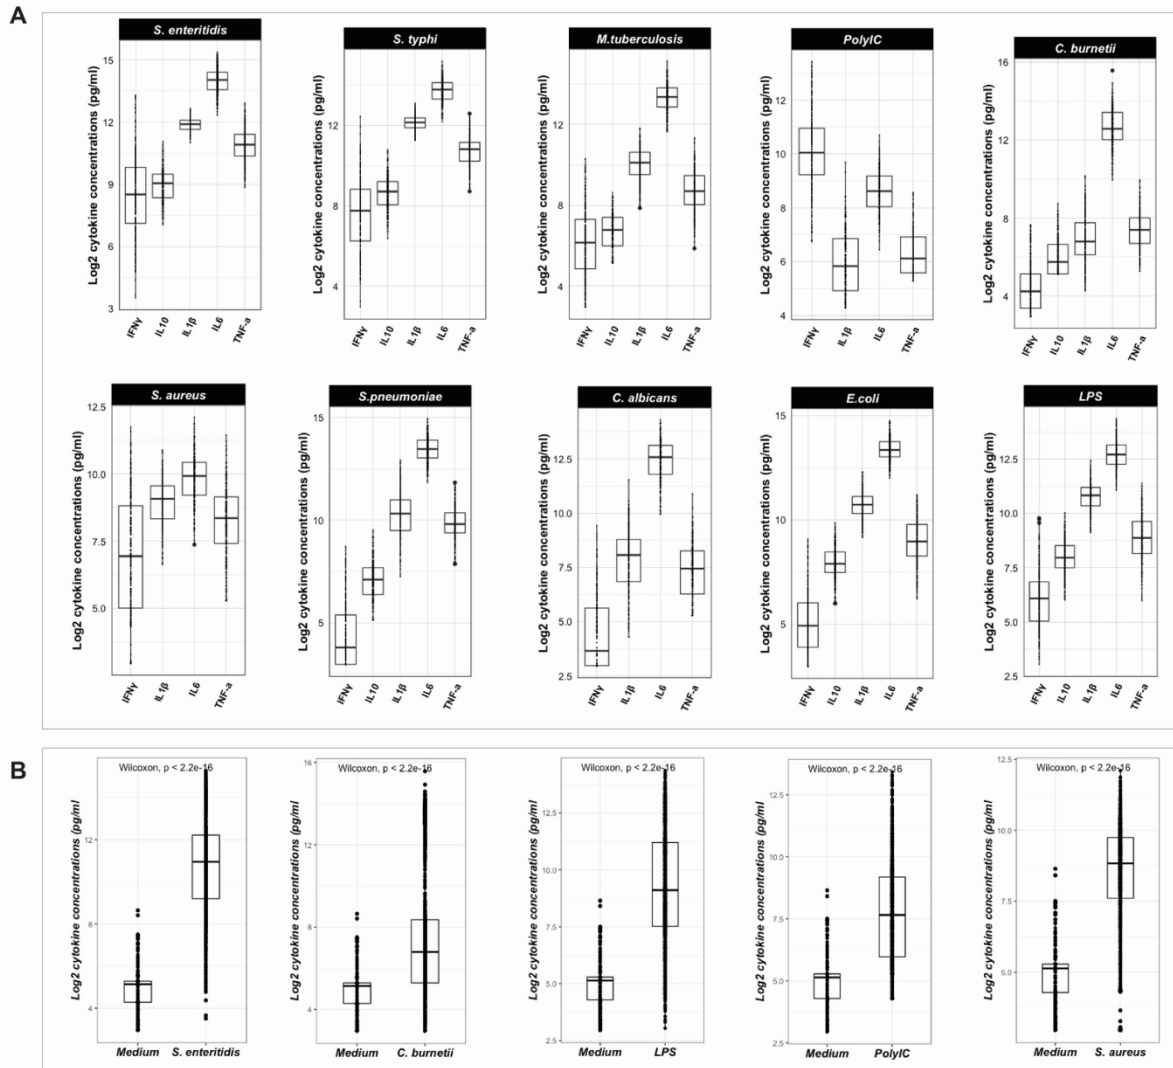 A
S. enteritidis
Log2 cytokine concentrations (pg/ml)
15
12
9
6
3
IFNγ
IL10
IL1β
IL6
TNF-a
S. typhi
Log2 cytokine concentrations (pg/ml)
12
8
4
IFNγ
IL10
IL1β
IL6
TNF-a
M.tuberculosis
Log2 cytokine concentrations (pg/ml)
12
8
4
IFNγ
IL10
IL1β
IL6
TNF-a
PolyIC
Log2 cytokine concentrations (pg/ml)
12
10
8
6
4
IFNγ
IL1β
IL6
TNF-a
C. burnetii
Log2 cytokine concentrations (pg/ml)
16
12
8
4
IFNγ
IL10
IL1β
IL6
TNF-a
S. aureus
Log2 cytokine concentrations (pg/ml)
12.5
10.0
7.5
5.0
IFNγ
IL1β
IL6
TNF-a
S.pneumoniae
Log2 cytokine concentrations (pg/ml)
15
10
5
IFNγ
IL10
IL1β
IL6
TNF-a
C. albicans
Log2 cytokine concentrations (pg/ml)
12.5
10.0
7.5
5.0
2.5
IFNγ
IL1β
IL6
TNF-a
E.coli
Log2 cytokine concentrations (pg/ml)
15
10
5
IFNγ
IL10
IL1β
IL6
TNF-a
LPS
Log2 cytokine concentrations (pg/ml)
12.5
10.0
7.5
5.0
2.5
IFNγ
IL10
IL1β
IL6
TNF-a
B
Wilcoxon, p < 2.2e-16
Log2 cytokine concentrations (pg/ml
12
8
4
Medium
S. enteritidis
Wilcoxon, p < 2.2e-16
Log2 cytokine concentrations (pg/ml
16
12
8
4
Medium
C. burnetii
Wilcoxon, p < 2.2e-16
Log2 cytokine concentrations (pg/ml
12.5
10.0
7.5
5.0
2.5
Medium
LPS
Wilcoxon, p < 2.2e-16
Log2 cytokine concentrations (pg/ml
12.5
10.0
7.5
5.0
2.5
Medium
PolyIC
Wilcoxon, p < 2.2e-16
Log2 cytokine concentrations (pg/ml
12.5
10.0
7.5
5.0
2.5
Medium
S. aureus